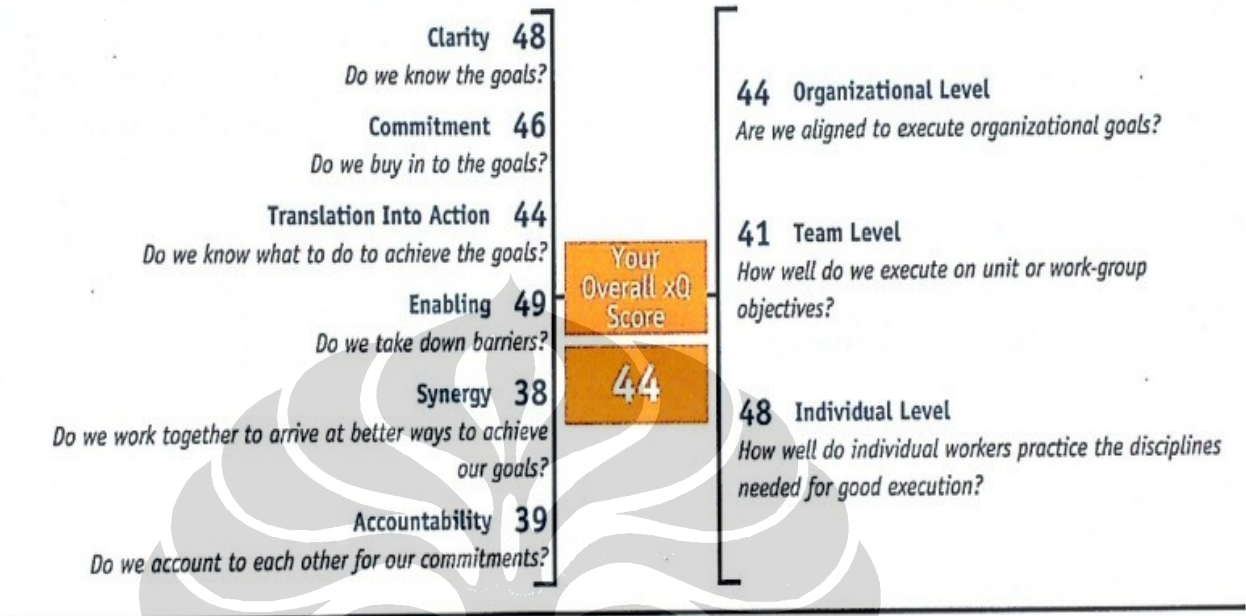 Clarity 48
Do we know the goals?
Commitment 46
Do we buy in to the goals?
Translation Into Action 44
Do we know what to do to achieve the goals?
Enabling 49
Do we take down barriers?
Synergy 38
Do we work together to arrive at better ways to achieve
our goals?
Accountability 39
Do we account to each other for our commitments?
Your
Overall xQ
Score
44
44 Organizational Level
Are we aligned to execute organizational goals?
41 Team Level
How well do we execute on unit or work-group
objectives?
48 Individual Level
How well do individual workers practice the disciplines
needed for good execution?